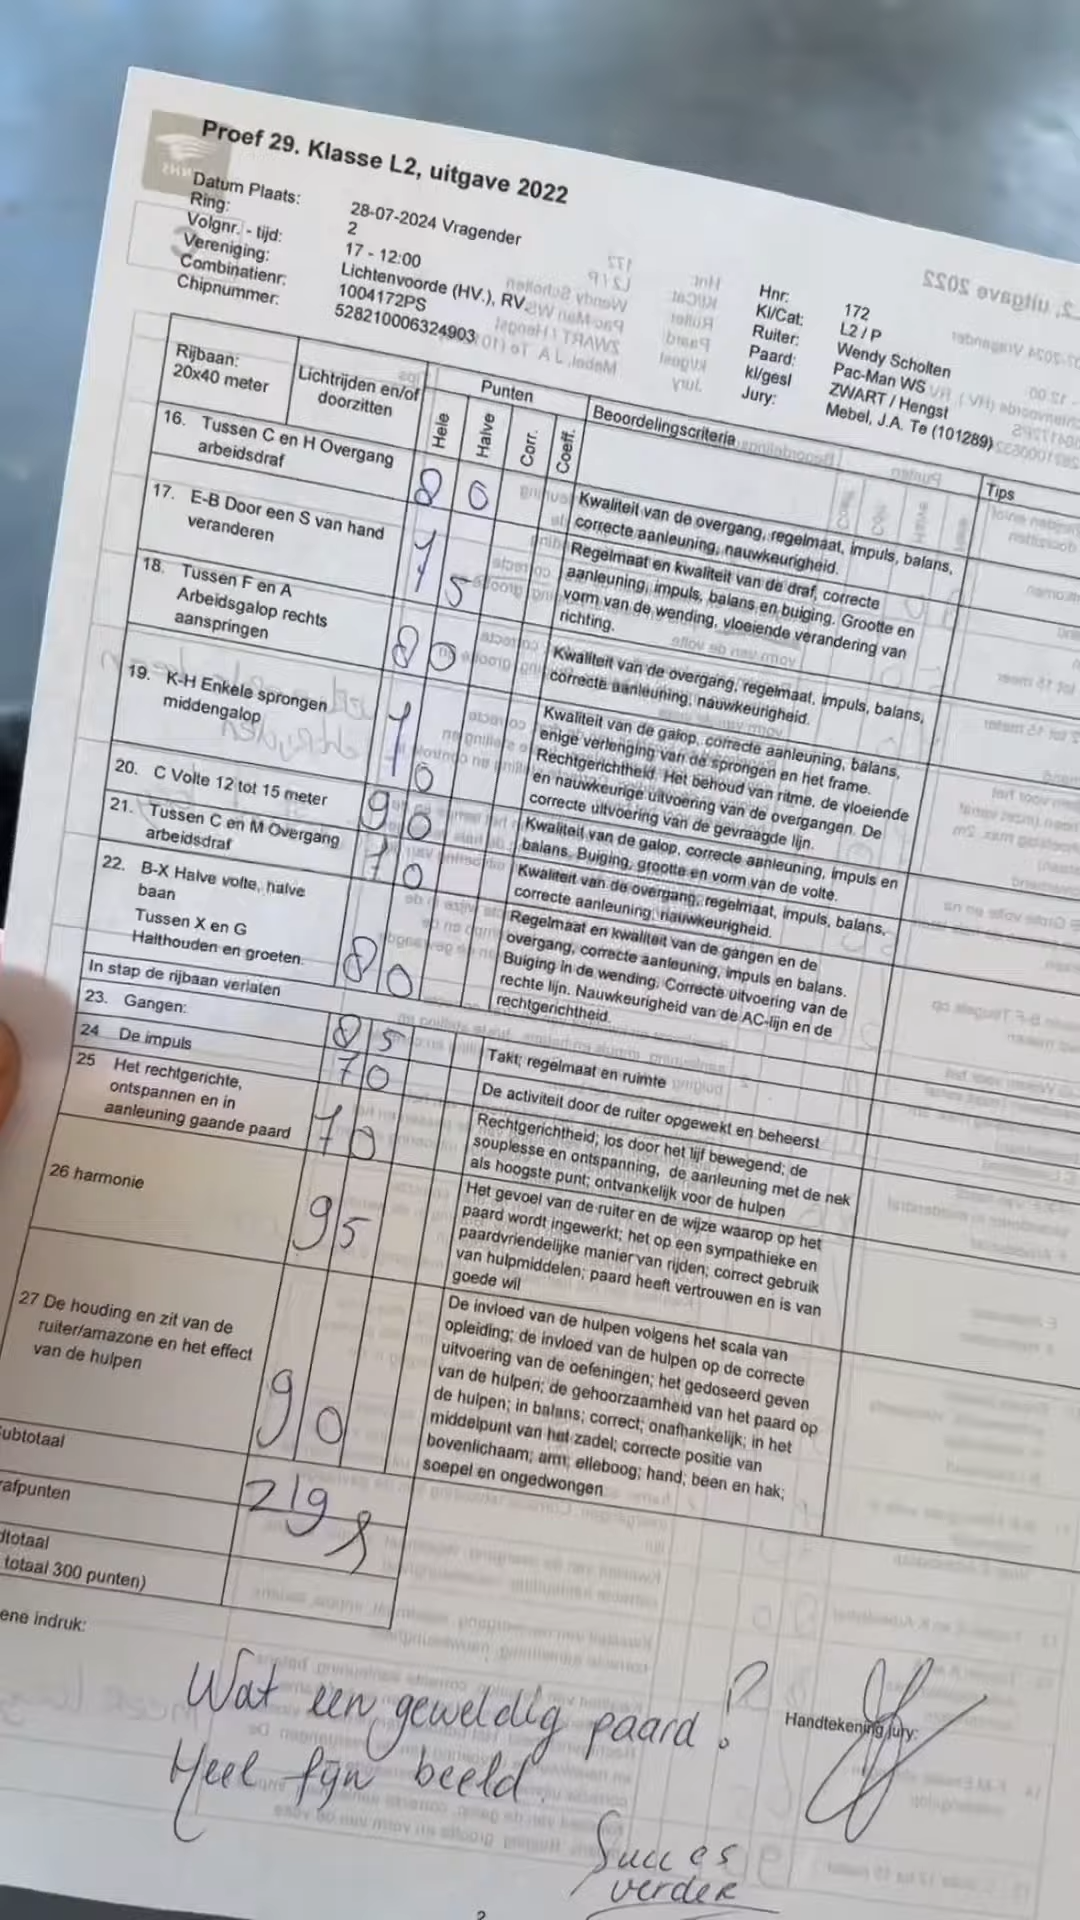 Proef 29. Klasse L2, uitgave 2022
Datum Plaats: 28-07-2024 Vragender
Ring: 2
Volgnr. - tijd: 17 - 12:00
Vereniging: Lichtenvoorde (HV.), RV
Combinatienr: 1004172PS
Chipnummer: 528210006324903
Hnr: 172
Kl/Cat: L2 / P
Ruiter: Wendy Scholten
Paard: Pac-Man WS
kl/gesl ZWART / Hengst
Jury: Mebel, J.A. Te (101289)
Rijbaan:
20x40 meter
Lichtrijden en/of
doorzitten
Punten
Hele
Halve
Corr.
Coeff.
Beoordelingscriteria
Tips
16. Tussen C en H Overgang
arbeidsdraf
8 0
Kwaliteit van de overgang, regelmaat, impuls, balans,
correcte aanleuning, nauwkeurigheid.
17. E-B Door een S van hand
veranderen
7 5
Regelmaat en kwaliteit van de draf, correcte
aanleuning, impuls, balans en buiging. Grootte en
vorm van de wending, vloeiende verandering van
richting.
18. Tussen F en A
Arbeidsgalop rechts
aanspringen
8 0
Kwaliteit van de overgang, regelmaat, impuls, balans,
correcte aanleuning, nauwkeurigheid.
19. K-H Enkele sprongen
middengalop
7 0
Kwaliteit van de galop, correcte aanleuning, balans,
enige verlenging van de sprongen en het frame.
Rechtgerichtheid. Het behoud van ritme, de vloeiende
en nauwkeurige uitvoering van de overgangen. De
correcte uitvoering van de gevraagde lijn.
20. C Volte 12 tot 15 meter
9 0
Kwaliteit van de galop, correcte aanleuning, impuls en
balans. Buiging, grootte en vorm van de volte.
21. Tussen C en M Overgang
arbeidsdraf
7 0
Kwaliteit van de overgang, regelmaat, impuls, balans,
correcte aanleuning, nauwkeurigheid.
22. B-X Halve volte, halve
baan
Tussen X en G
Halthouden en groeten.
8 0
Regelmaat en kwaliteit van de gangen en de
overgang, correcte aanleuning, impuls en balans.
Buiging in de wending. Correcte uitvoering van de
rechte lijn. Nauwkeurigheid van de AC-lijn en de
rechtgerichtheid.
In stap de rijbaan verlaten
23. Gangen:
8 5
Takt; regelmaat en ruimte
24 De impuls
7 0
De activiteit door de ruiter opgewekt en beheerst
25 Het rechtgerichte,
ontspannen en in
aanleuning gaande paard
7 0
Rechtgerichtheid; los door het lijf bewegend; de
souplesse en ontspanning, de aanleuning met de nek
als hoogste punt; ontvankelijk voor de hulpen
26 harmonie
9 5
Het gevoel van de ruiter en de wijze waarop op het
paard wordt ingewerkt; het op een sympathieke en
paardvriendelijke manier van rijden; correct gebruik
van hulpmiddelen; paard heeft vertrouwen en is van
goede wil
27 De houding en zit van de
ruiter/amazone en het effect
van de hulpen
9 0
De invloed van de hulpen volgens het scala van
opleiding; de invloed van de hulpen op de correcte
uitvoering van de oefeningen; het gedoseerd geven
van de hulpen; de gehoorzaamheid van het paard op
de hulpen; in balans; correct; onafhankelijk; in het
middelpunt van het zadel; correcte positie van
bovenlichaam; arm; elleboog; hand; been en hak;
soepel en ongedwongen
ubtotaal
219
rafpunten
dtotaal
totaal 300 punten)
ene indruk:
Wat een geweldig paard!
Heel fijn beeld.
Succes
verder
Handtekening jury: